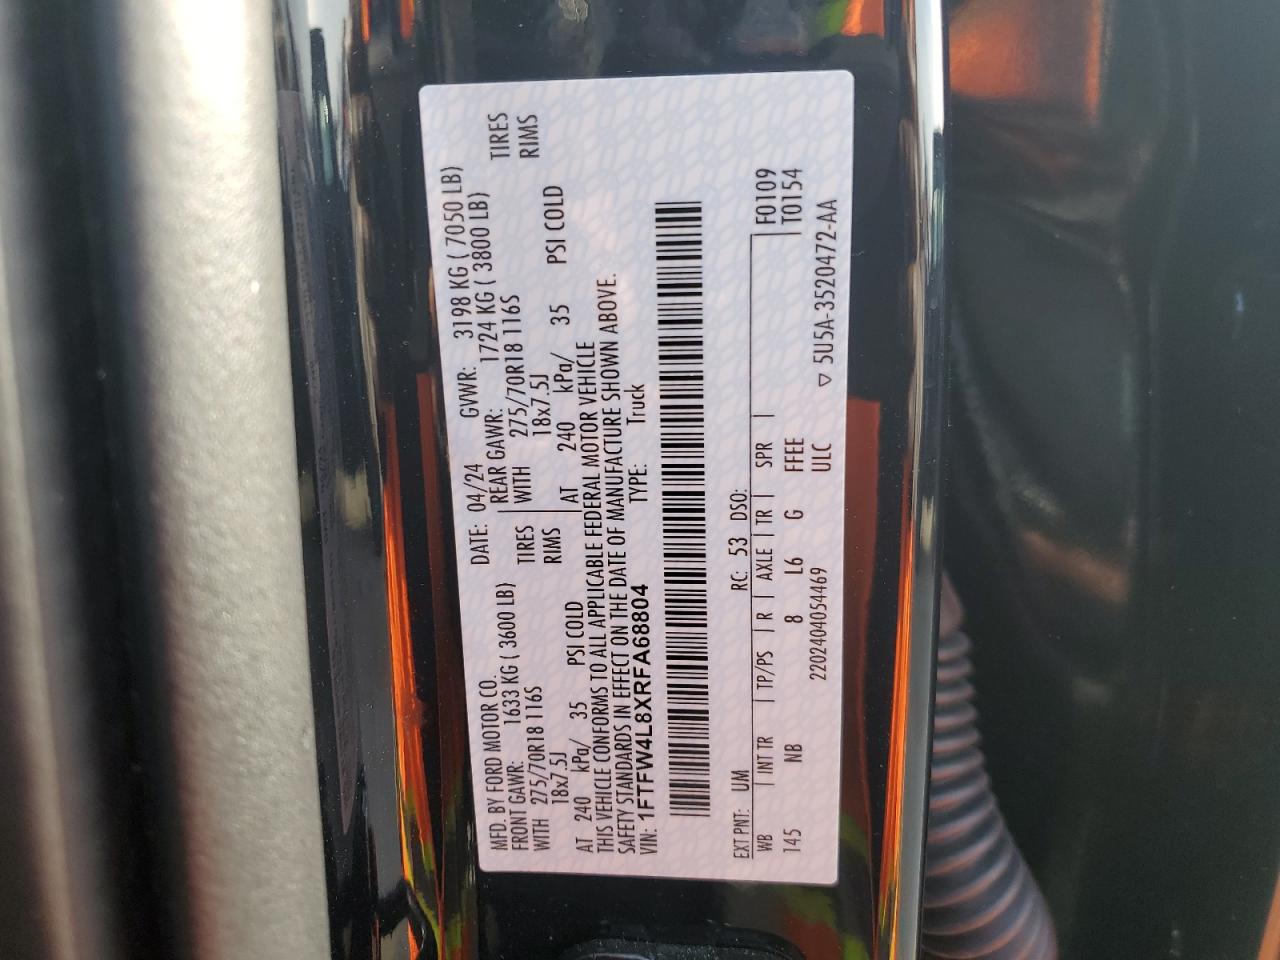 MFD. BY FORD MOTOR CO. DATE: 04/24 GVWR: 3198 KG ( 7050 LB)
FRONT GAWR: 1633 KG ( 3600 LB) REAR GAWR: 1724 KG ( 3800 LB)
WITH 275/70R18 116S TIRES WITH 275/70R18 116S TIRES
18x7.5J RIMS 18x7.5J RIMS
AT 240 kPa/ 35 PSI COLD AT 240 kPa/ 35 PSI COLD
THIS VEHICLE CONFORMS TO ALL APPLICABLE FEDERAL MOTOR VEHICLE
SAFETY STANDARDS IN EFFECT ON THE DATE OF MANUFACTURE SHOWN ABOVE.
VIN: 1FTFW4L8XRFA68804 TYPE: Truck
EXT PNT: UM RC: 53 DSO: F0109
WB | INT TR | TP/PS | R | AXLE | TR | SPR | T0154
145 NB 8 L6 G FFEE
2202404054469 ULC ▽ 5U5A-3520472-AA